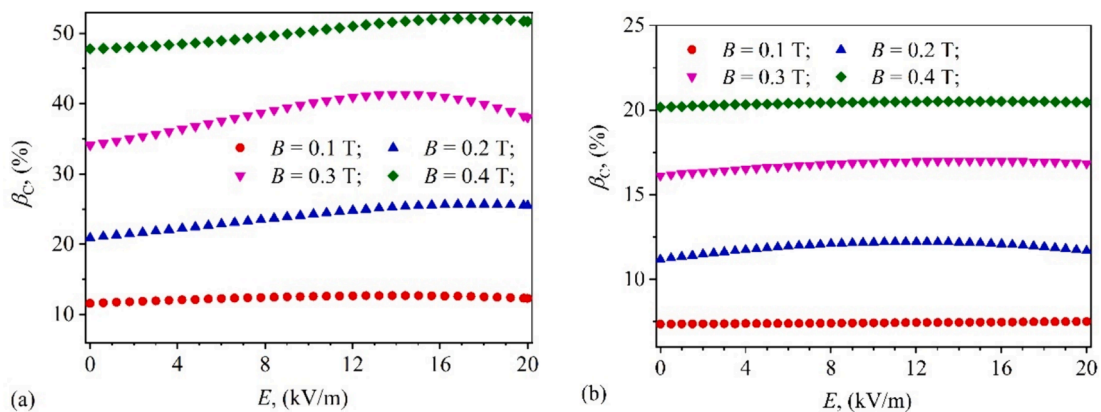 50
40
30
20
10
βC, (%)
B = 0.1 T; B = 0.2 T;
B = 0.3 T; B = 0.4 T;
0 4 8 12 16 20
(a) E, (kV/m)
25
20
15
10
βC, (%)
B = 0.1 T; B = 0.2 T;
B = 0.3 T; B = 0.4 T;
0 4 8 12 16 20
(b) E, (kV/m)